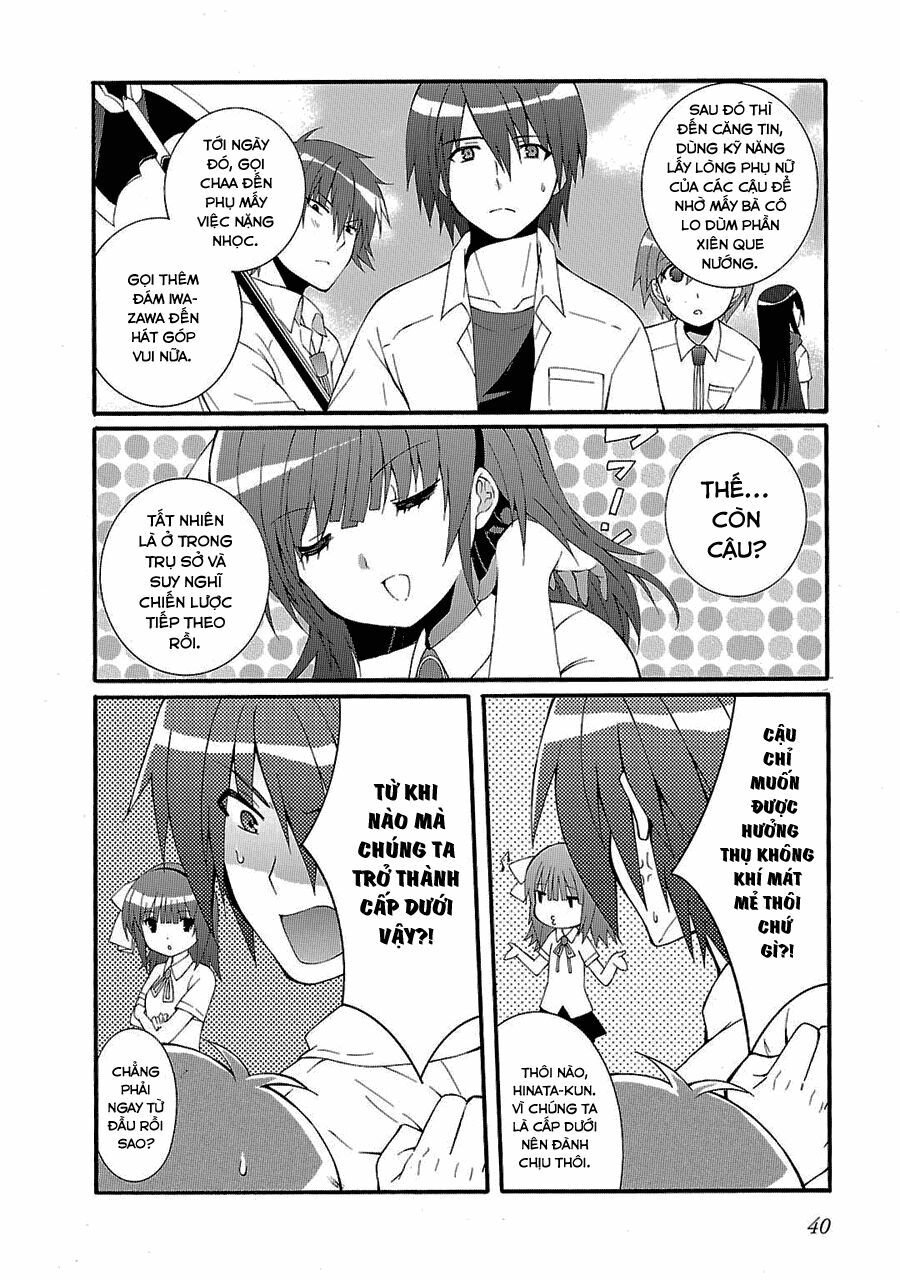 SAU ĐÓ THÌ
ĐẾN CĂNG TIN,
DÙNG KỸ NĂNG
LẤY LÒNG PHỤ NỮ
CỦA CÁC CẬU ĐỂ
NHỜ MẤY BÀ CÔ
LO DÙM PHẦN
XIÊN QUE
NƯỚNG.
TỚI NGÀY
ĐÓ, GỌI
CHAA ĐẾN
PHỤ MẤY
VIỆC NẶNG
NHỌC.
GỌI THÊM
ĐÁM IWA-
ZAWA ĐẾN
HÁT GÓP
VUI NỮA.
THẾ...
CÒN
CẬU?
TẤT NHIÊN
LÀ Ở TRONG
TRỤ SỞ VÀ
SUY NGHĨ
CHIẾN LƯỢC
TIẾP THEO
RỒI.
CẬU
CHỈ
MUỐN
ĐƯỢC
HƯỞNG
THỤ KHÔNG
KHÍ MÁT
MẺ THÔI
CHỨ
GÌ?!
THÔI NÀO,
HINATA-KUN.
VÌ CHÚNG TA
LÀ CẤP DƯỚI
NÊN ĐÀNH
CHỊU THÔI.
TỪ KHI
NÀO MÀ
CHÚNG TA
TRỞ THÀNH
CẤP DƯỚI
VẬY?!
CHẲNG
PHẢI
NGAY TỪ
ĐẦU RỒI
SAO?
40